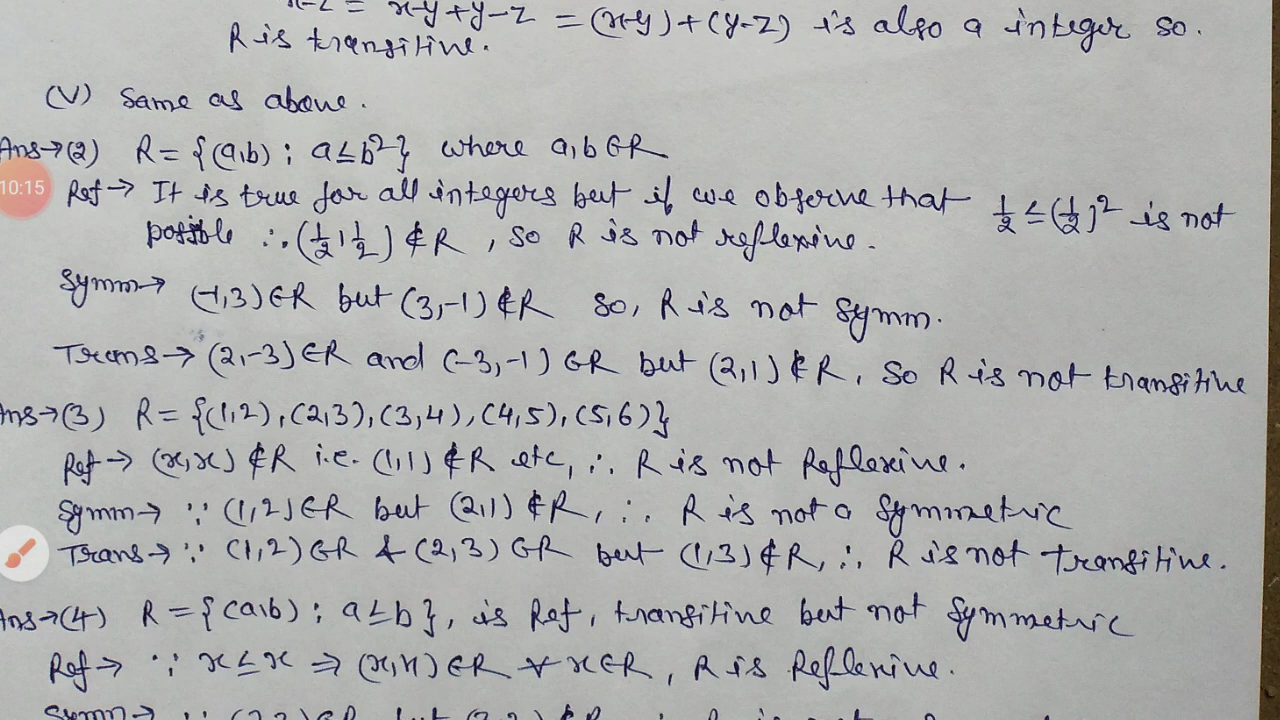 x-z = x-y+y-z = (x-y)+(y-z) is also a integer so.
R is transitive.
(V) Same as above.
Ans→(2) R = {(a,b) ; a≤b²} where a,b∈R
Ref→ It is true for all integers but if we observe that 1/2 ≤ (1/2)² is not
possible ∴ (1/2, 1/2) ∉ R, so R is not reflexive.
Symm→ (-1,3)∈R but (3,-1)∉R So, R is not Symm.
Trans→ (2,-3)∈R and (-3,-1)∈R but (2,1)∉R, So R is not transitive
10:15
Ans→(3) R = {(1,2),(2,3),(3,4),(4,5),(5,6)}
Ref→ (x,x)∉R i.e. (1,1)∉R etc, ∴ R is not Reflexive.
Symm→ ∵ (1,2)∈R but (2,1)∉R, ∴ R is not a Symmetric
Trans→ ∵ (1,2)∈R & (2,3)∈R but (1,3)∉R, ∴ R is not Transitive.
Ans→(4) R = {(a,b) ; a≤b}, is Ref, transitive but not Symmetric
Ref→ ∵ x≤x ⇒ (x,x)∈R ∀ x∈R, R is Reflexive.